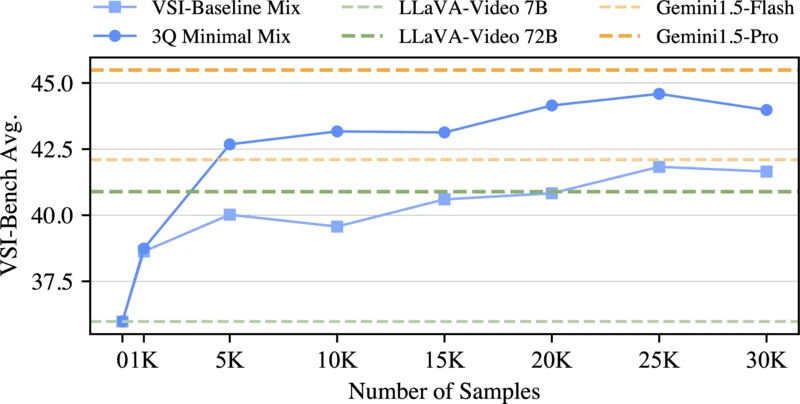 VSI-Baseline Mix
LLaVA-Video 7B
Gemini1.5-Flash
3Q Minimal Mix
LLaVA-Video 72B
Gemini1.5-Pro
VSI-Bench Avg.
45.0
42.5
40.0
37.5
0 1K 5K 10K 15K 20K 25K 30K
Number of Samples